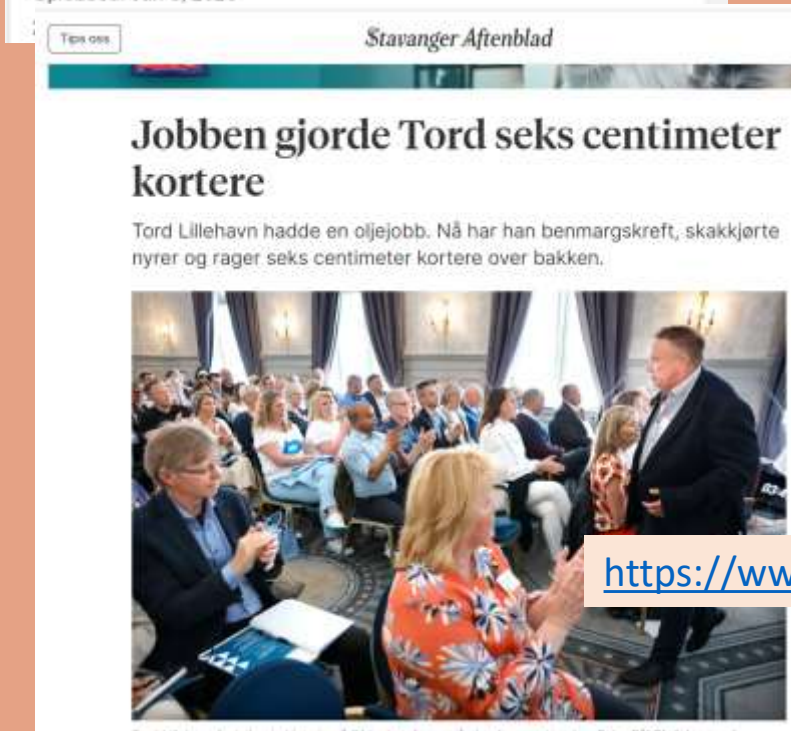 Tips oss
Stavanger Aftenblad
Jobben gjorde Tord seks centimeter
kortere
Tord Lillehavn hadde en oljejobb. Nå har han benmargskreft, skakkjørte
nyrer og rager seks centimeter kortere over bakken.
https://ww